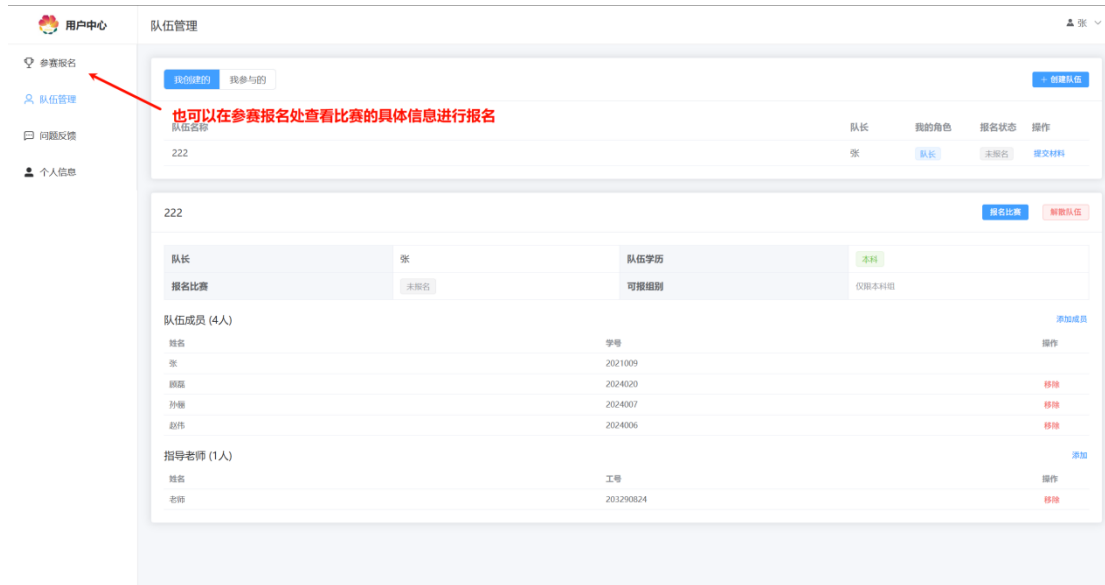 用户中心
队伍管理
张
参赛报名
队伍管理
问题反馈
个人信息
我创建的 我参与的
+ 创建队伍
也可以在参赛报名处查看比赛的具体信息进行报名
队伍名称 队长 我的角色 报名状态 操作
222 张 队长 未报名 提交材料
222 报名比赛 解散队伍
队长 张 队伍学历 本科
报名比赛 未报名 可报组别 仅限本科组
队伍成员 (4人) 添加成员
姓名 学号 操作
张 2021009
顾磊 2024020 移除
孙俪 2024007 移除
赵伟 2024006 移除
指导老师 (1人) 添加
姓名 工号 操作
老师 203290824 移除